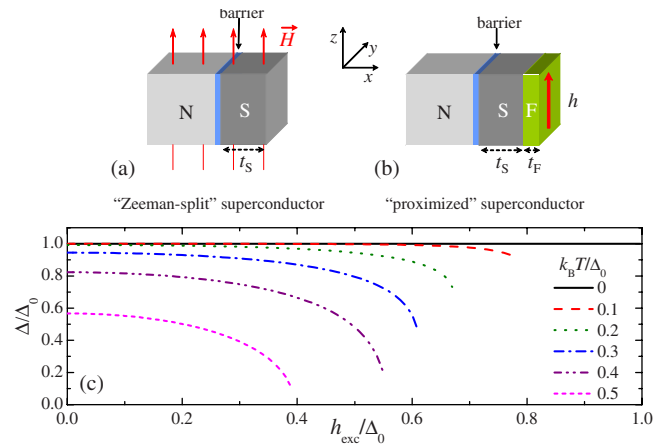 barrier
H
N
S
t_S
(a)
z
y
x
barrier
N
S
F
h
t_S
t_F
(b)
“Zeeman-split” superconductor
“proximized” superconductor
Δ/Δ_0
1.0
0.8
0.6
0.4
0.2
0.0
(c)
k_BT/Δ_0
0
0.1
0.2
0.3
0.4
0.5
0.0 0.2 0.4 0.6 0.8 1.0
h_exc/Δ_0